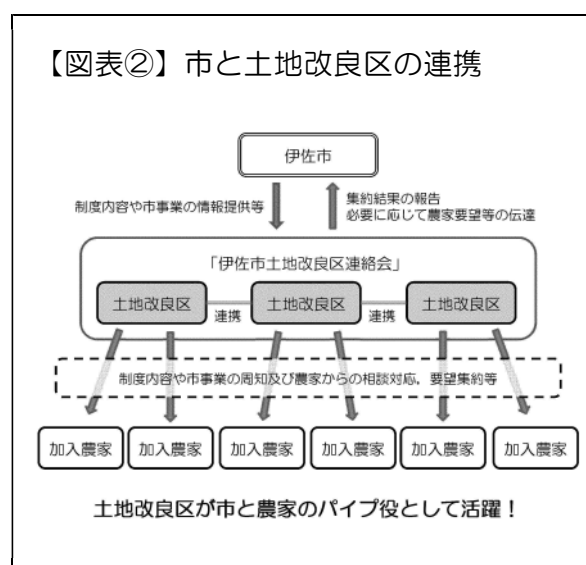 【図表②】市と土地改良区の連携
伊佐市
制度内容や市事業の情報提供等
集約結果の報告
必要に応じて農家要望等の伝達
「伊佐市土地改良区連絡会」
土地改良区
連携
土地改良区
連携
土地改良区
制度内容や市事業の周知及び農家からの相談対応,要望集約等
加入農家
加入農家
加入農家
加入農家
加入農家
加入農家
土地改良区が市と農家のパイプ役として活躍！